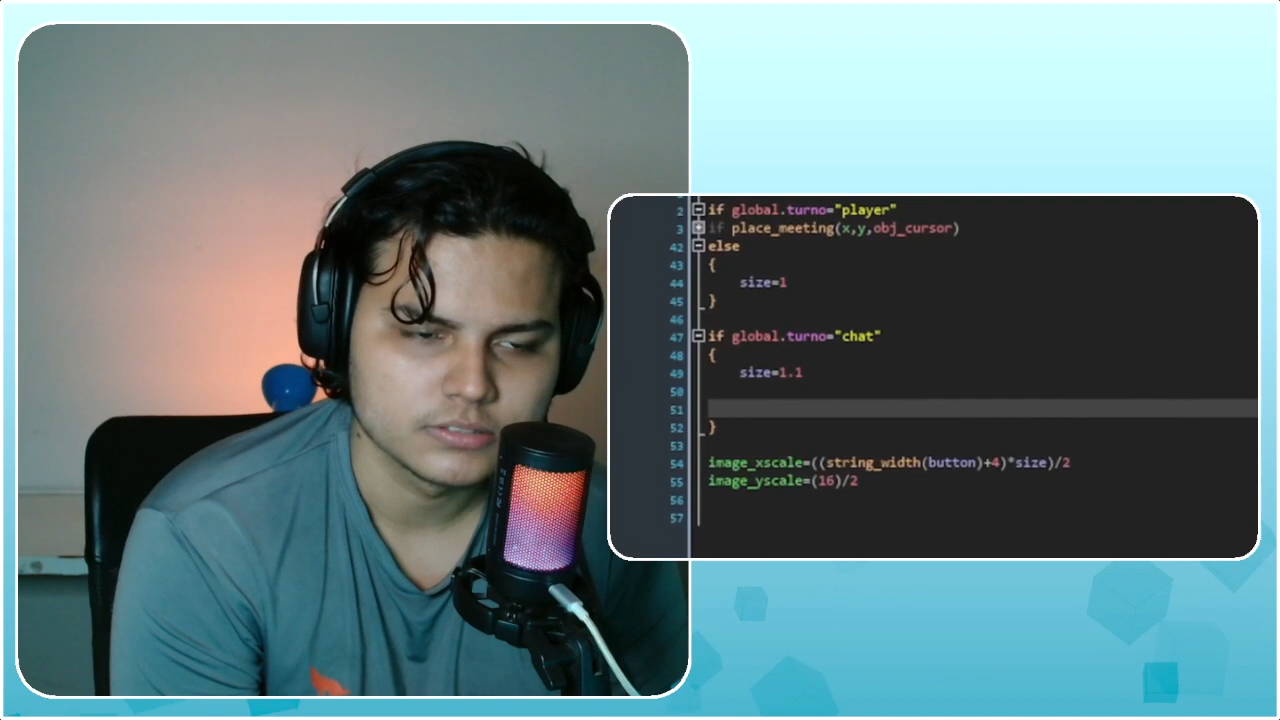 2 if global.turno="player"
3 if place_meeting(x,y,obj_cursor)
42 else
43 {
44 size=1
45 }
46
47 if global.turno="chat"
48 {
49 size=1.1
50
51
52 }
53
54 image_xscale=((string_width(button)+4)*size)/2
55 image_yscale=(16)/2
56
57